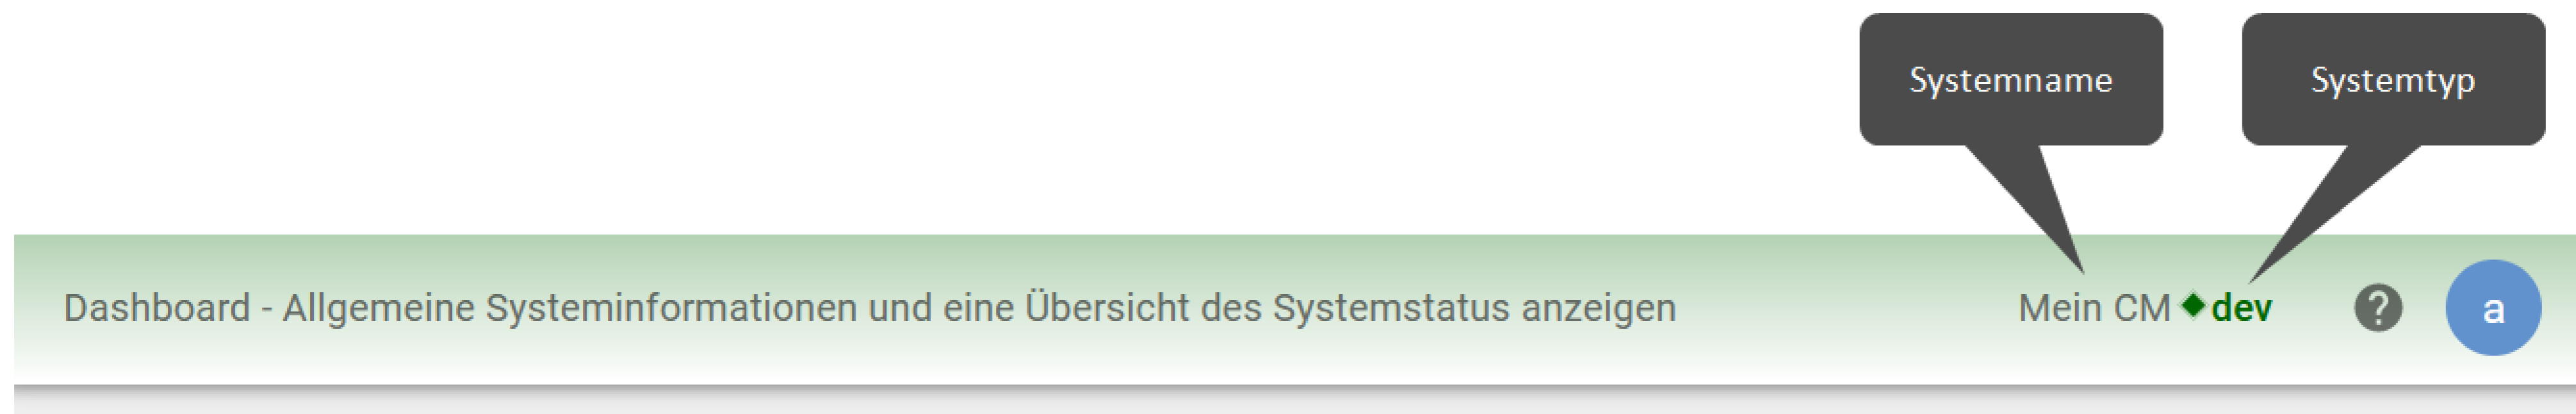 Systemname
Systemtyp
Dashboard - Allgemeine Systeminformationen und eine Übersicht des Systemstatus anzeigen
Mein CM◆dev
?
a